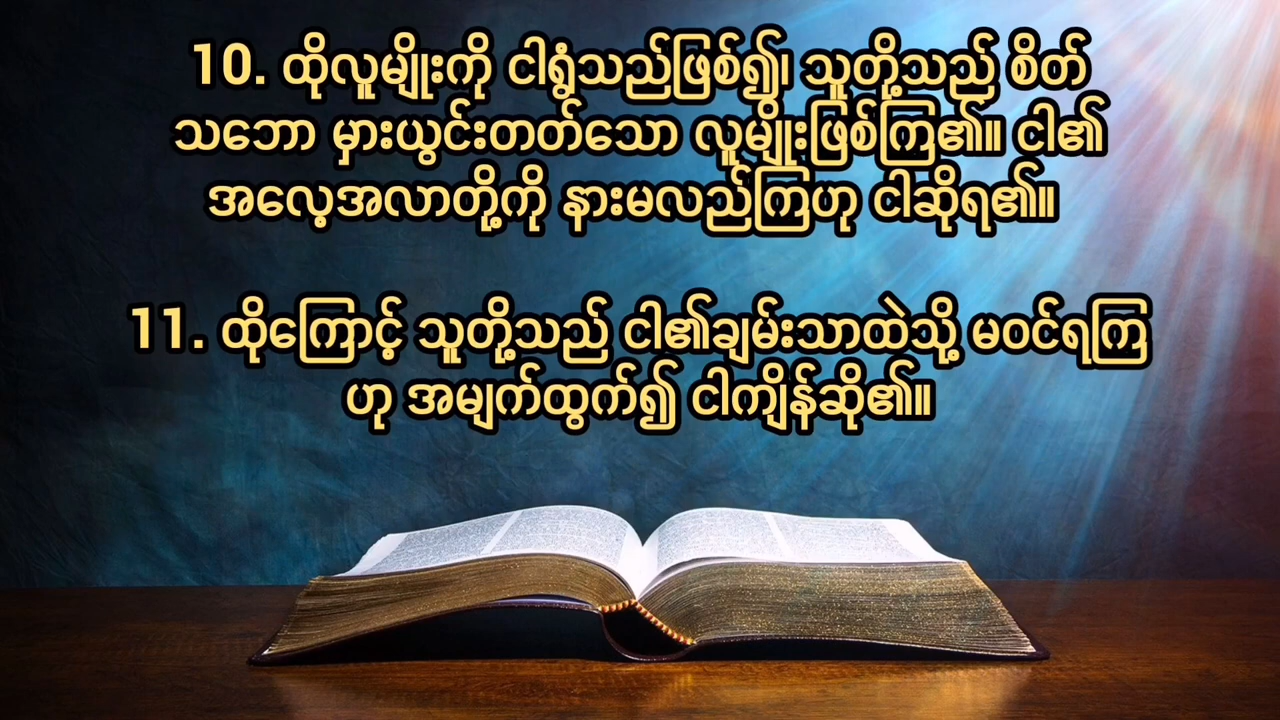 10. ထိုလူမျိုးကို ငါရွံသည်ဖြစ်၍၊ သူတို့သည် စိတ်
သဘော မှားယွင်းတတ်သော လူမျိုးဖြစ်ကြ၏။ ငါ၏
အလေ့အလာတို့ကို နားမလည်ကြဟု ငါဆိုရ၏။
11. ထိုကြောင့် သူတို့သည် ငါ၏ချမ်းသာထဲသို့ မဝင်ရကြ
ဟု အမျက်ထွက်၍ ငါကျိန်ဆို၏။